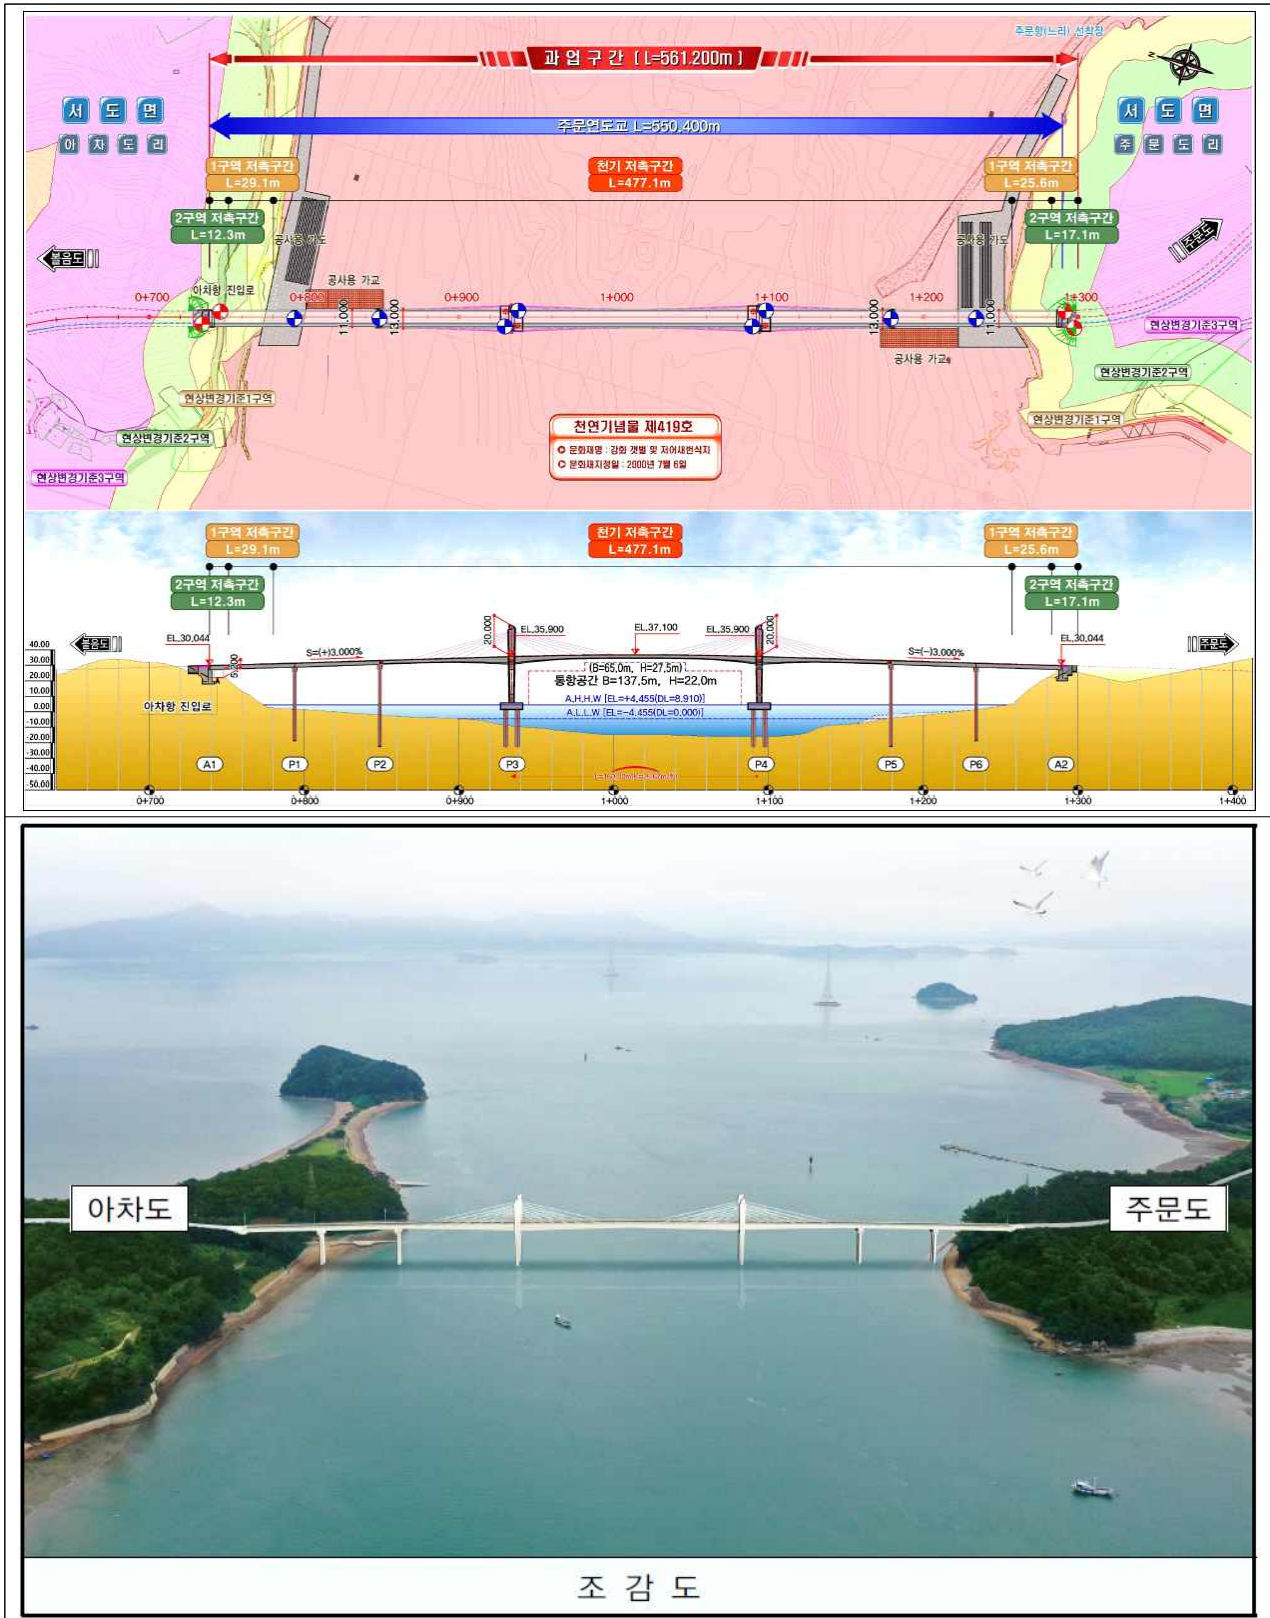 주문항(느리) 선착장
과 업 구 간 ( L=561.200m )
N
서 도 면
아 차 도 리
서 도 면
주 문 도 리
주문연도교 L=550.400m
1구역 저촉구간
L=29.1m
천기 저촉구간
L=477.1m
1구역 저촉구간
L=25.6m
2구역 저촉구간
L=12.3m
2구역 저촉구간
L=17.1m
공사용 가도
공사용 가도
볼음도
주문도
공사용 가교
아차항 진입로
0+700
0+800
0+900
1+000
1+100
1+200
1+300
11,000
13,000
13,000
11,000
현상변경기준3구역
공사용 가교
현상변경기준2구역
현상변경기준1구역
현상변경기준1구역
현상변경기준2구역
현상변경기준3구역
천연기념물 제419호
문화재명 : 강화 갯벌 및 저어새번식지
문화재지정일 : 2000년 7월 6일
1구역 저촉구간
L=29.1m
천기 저촉구간
L=477.1m
1구역 저촉구간
L=25.6m
2구역 저촉구간
L=12.3m
2구역 저촉구간
L=17.1m
볼음도
주문도
EL.30.044
20,000
EL.35.900
EL.37.100
EL.35.900
20,000
EL.30.044
S=(+)3.000%
S=(-)3.000%
(B=65.0m, H=27.5m)
통항공간 B=137.5m, H=22.0m
A.H.H.W [EL=+4.455(DL=8.910)]
A.L.L.W [EL=-4.455(DL=0.000)]
아차항 진입로
40.00
30.00
20.00
10.00
0.00
-10.00
-20.00
-30.00
-40.00
-50.00
A1
P1
P2
P3
P4
P5
P6
A2
0+700
0+800
0+900
1+000
1+100
1+200
1+300
1+400
아차도
주문도
조 감 도